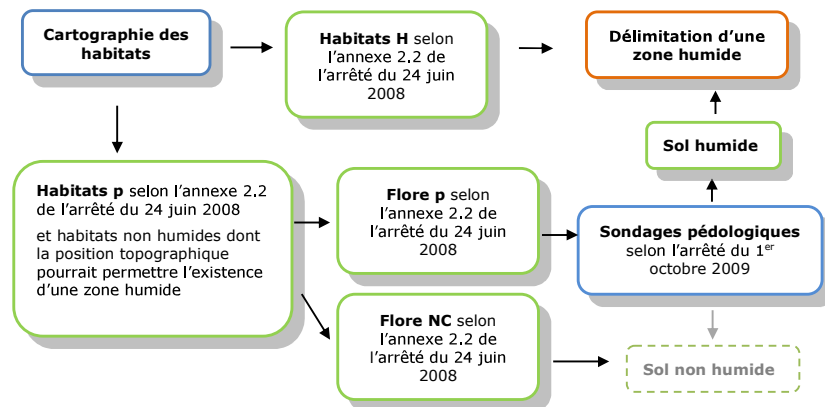 Cartographie des
habitats
Habitats H selon
l'annexe 2.2 de
l'arrêté du 24 juin
2008
Délimitation d'une
zone humide
Sol humide
Habitats p selon l'annexe 2.2
de l'arrêté du 24 juin 2008
et habitats non humides dont
la position topographique
pourrait permettre l'existence
d'une zone humide
Flore p selon
l'annexe 2.2 de
l'arrêté du 24 juin
2008
Sondages pédologiques
selon l'arrêté du 1er
octobre 2009
Flore NC selon
l'annexe 2.2 de
l'arrêté du 24 juin
2008
Sol non humide